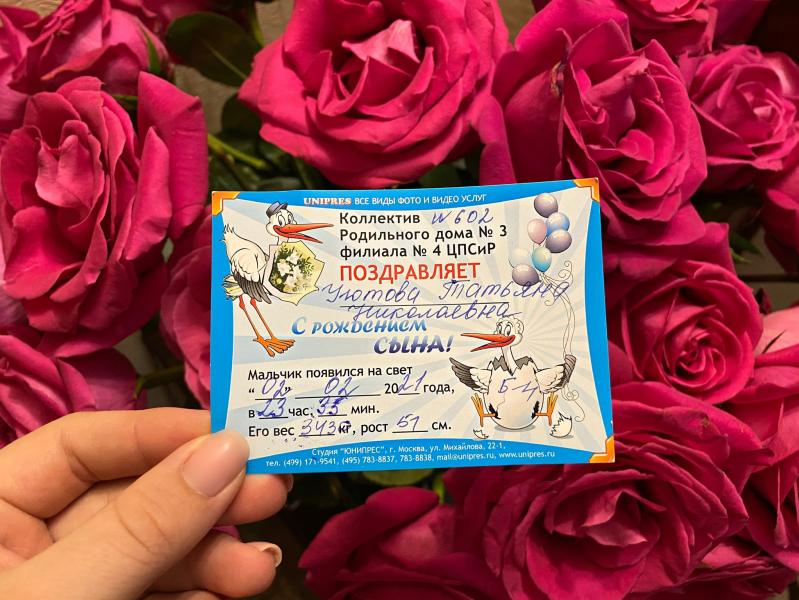 UNIPRES ВСЕ ВИДЫ ФОТО И ВИДЕО УСЛУГ
Коллектив №602
Родильного дома № 3
филиала № 4 ЦПСиР
ПОЗДРАВЛЯЕТ
Уютова Татьяна
Николаевна
С РОЖДЕНИЕМ
СЫНА!
Мальчик появился на свет
"02" 02 2021 года,
в 23 час. 35 мин.
Его вес 3435 кг, рост 51 см.
Студия "ЮНИПРЕС", г. Москва, ул. Михайлова, 22-1,
тел. (499) 171-9541, (495) 783-8837, 783-8838, mail@unipres.ru, www.unipres.ru